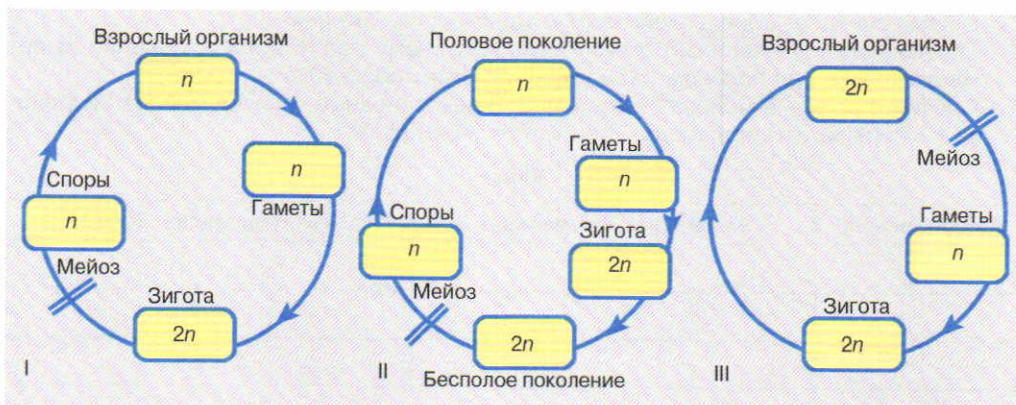 Взрослый организм
n
n
Гаметы
Споры
n
Мейоз
Зигота
2n
I
Половое поколение
n
Гаметы
n
Зигота
2n
Споры
n
Мейоз
2n
Бесполое поколение
II
Взрослый организм
2n
Мейоз
Гаметы
n
Зигота
2n
III